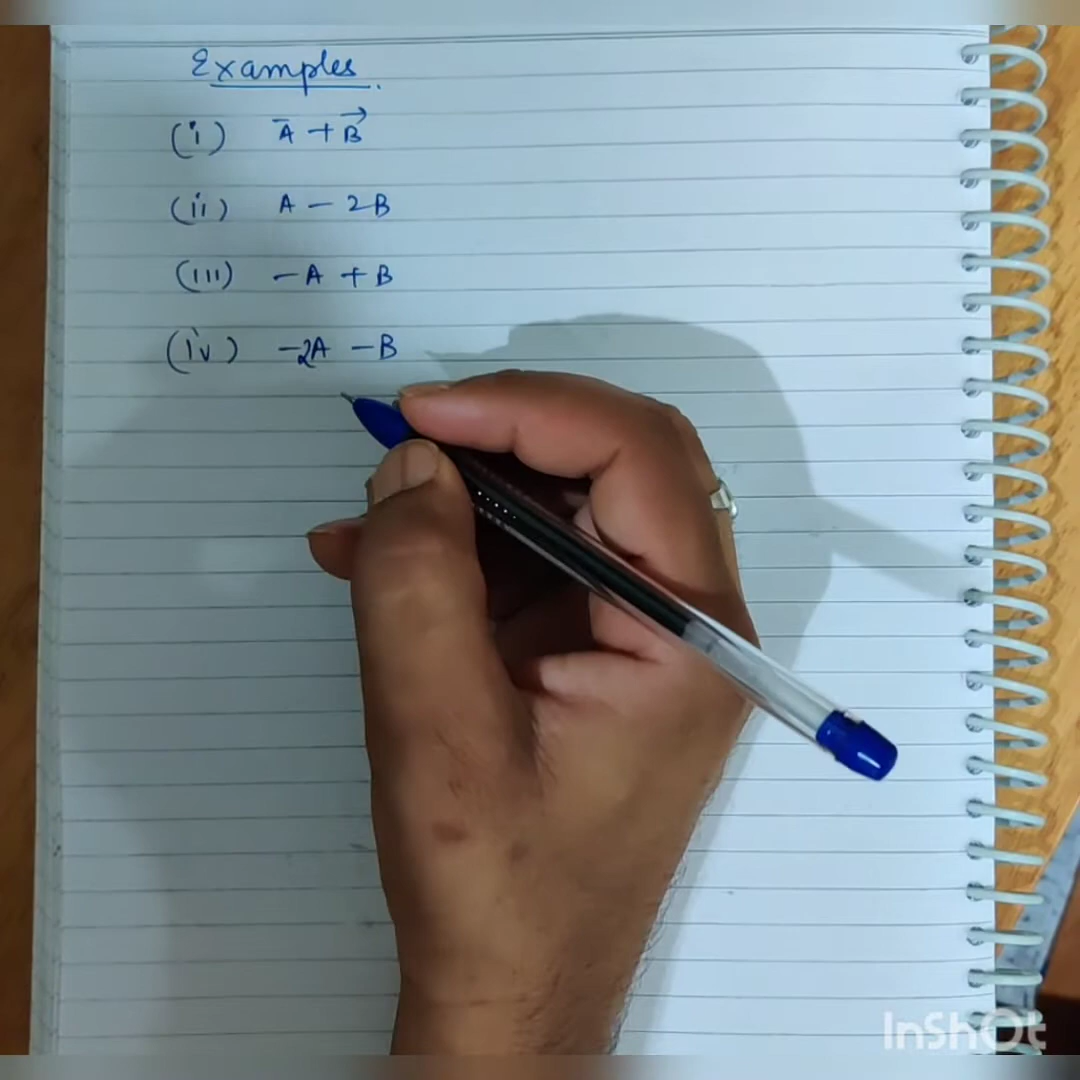 Examples.
(i) A̅ + B⃗
(ii) A - 2B
(iii) -A + B
(iv) -2A - B
InShOt